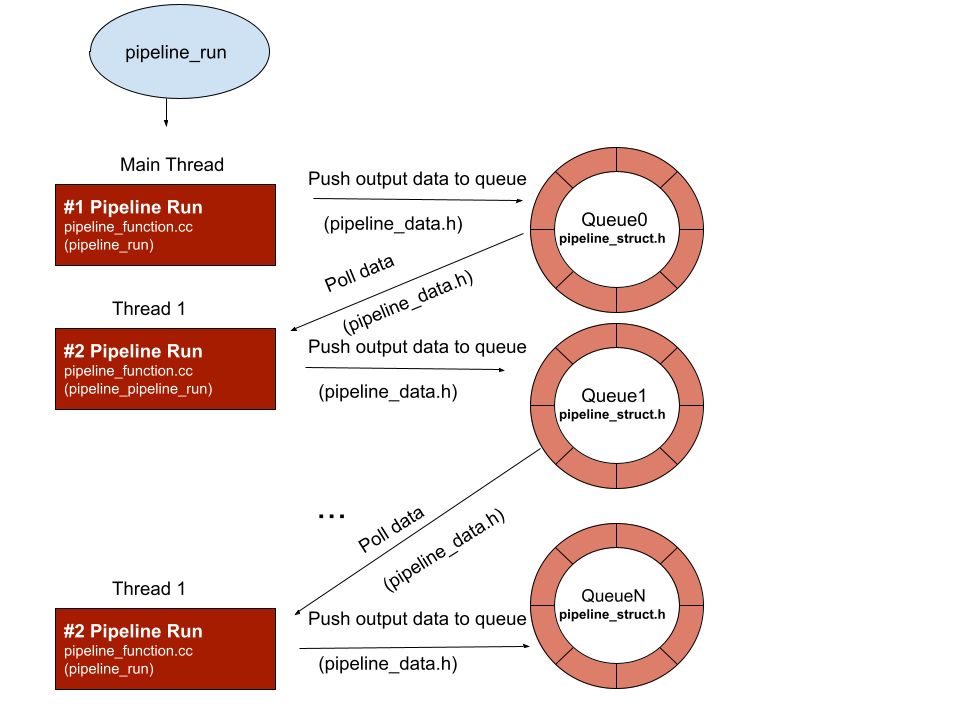 pipeline_run
Main Thread
#1 Pipeline Run
pipeline_function.cc
(pipeline_run)
Push output data to queue
(pipeline_data.h)
Queue0
pipeline_struct.h
Poll data
(pipeline_data.h)
Thread 1
#2 Pipeline Run
pipeline_function.cc
(pipeline_pipeline_run)
Push output data to queue
(pipeline_data.h)
Queue1
pipeline_struct.h
...
Poll data
(pipeline_data.h)
Thread 1
#2 Pipeline Run
pipeline_function.cc
(pipeline_run)
Push output data to queue
(pipeline_data.h)
QueueN
pipeline_struct.h